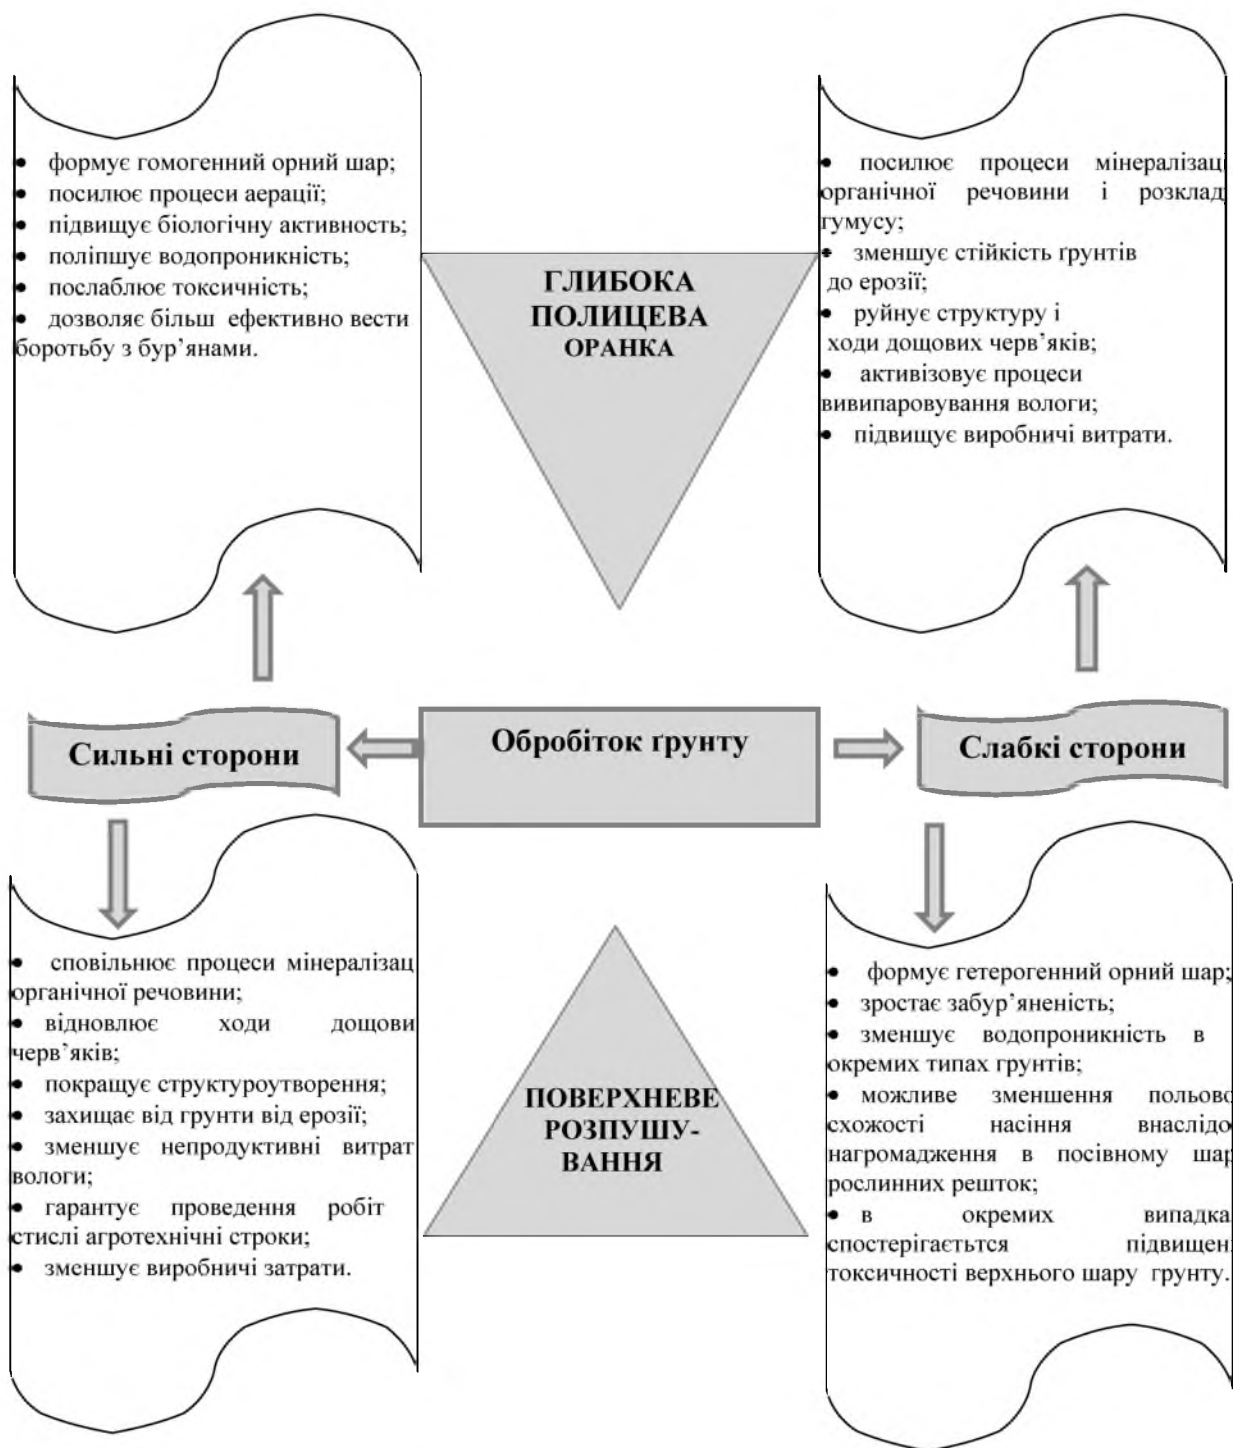 • формує гомогенний орний шар;
• посилює процеси аерації;
• підвищує біологічну активность;
• поліпшує водопроникність;
• послаблює токсичність;
• дозволяє більш ефективно вести
боротьбу з бур’янами.
ГЛИБОКА
ПОЛИЦЕВА
ОРАНКА
• посилює процеси мінералізац
органічної речовини і розклад
гумусу;
• зменшує стійкість ґрунтів
до ерозії;
• руйнує структуру і
ходи дощових черв’яків;
• активізовує процеси
вивипаровування вологи;
• підвищує виробничі витрати.
Сильні сторони
Обробіток ґрунту
Слабкі сторони
• сповільнює процеси мінералізац
органічної речовини;
• відновлює ходи дощови
черв’яків;
• покращує структуроутворення;
• захищає від грунти від ерозії;
• зменшує непродуктивні витрат
вологи;
• гарантує проведення робіт
стислі агротехнічні строки;
• зменшує виробничі затрати.
ПОВЕРХНЕВЕ
РОЗПУШУ-
ВАННЯ
• формує гетерогенний орний шар;
• зростає забур’яненість;
• зменшує водопроникність в
окремих типах грунтів;
• можливе зменшення польово
схожості насіння внаслідо
нагромадження в посівному шар
рослинних решток;
• в окремих випадка
спостерігаєтьтся підвищен
токсичності верхнього шару грунту.